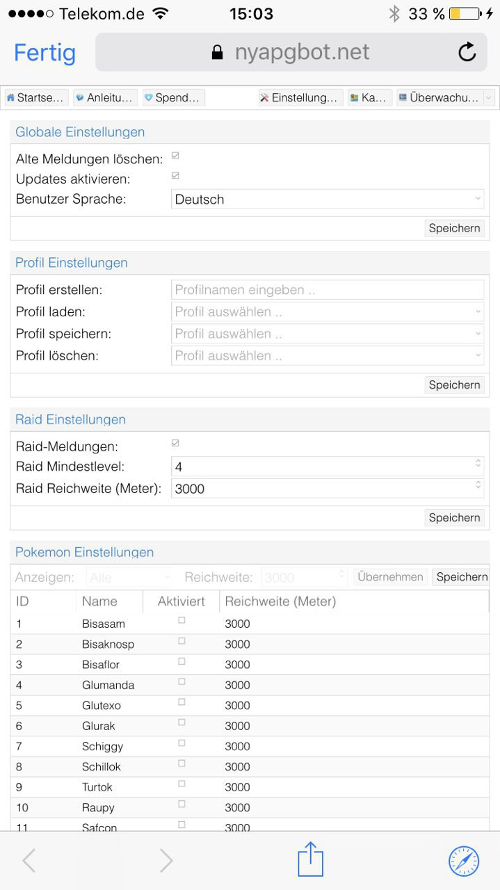 Telekom.de 15:03 33 %
Fertig nyapgbot.net
Startse... Anleitu... Spend... Einstellung... Ka... Überwachu...
Globale Einstellungen
Alte Meldungen löschen:
Updates aktivieren:
Benutzer Sprache: Deutsch
Speichern
Profil Einstellungen
Profil erstellen: Profilnamen eingeben ..
Profil laden: Profil auswählen ..
Profil speichern: Profil auswählen ..
Profil löschen: Profil auswählen ..
Speichern
Raid Einstellungen
Raid-Meldungen:
Raid Mindestlevel: 4
Raid Reichweite (Meter): 3000
Speichern
Pokemon Einstellungen
Anzeigen: Alle Reichweite: 3000 Übernehmen Speichern
ID Name Aktiviert Reichweite (Meter)
1 Bisasam 3000
2 Bisaknosp 3000
3 Bisaflor 3000
4 Glumanda 3000
5 Glutexo 3000
6 Glurak 3000
7 Schiggy 3000
8 Schillok 3000
9 Turtok 3000
10 Raupy 3000
11 Safcon 3000